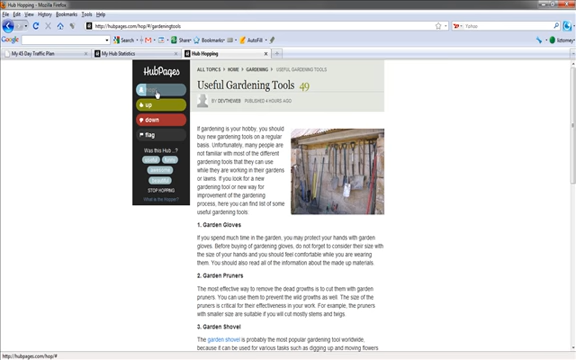 Hub Hopping - Mozilla Firefox
File Edit View History Bookmarks Tools Help
http://hubpages.com/hop/#/gardeningtools
Yahoo
Google
Search
Share
Bookmarks
AutoFill
My 45 Day Traffic Plan
My Hub Statistics
Hub Hopping
HubPages
up
down
flag
Was this Hub ...?
useful
funny
awesome
beautiful
STOP HOPPING
What is the Hopper?
ALL TOPICS > HOME > GARDENING > USEFUL GARDENING TOOLS
Useful Gardening Tools 49
BY DEVTHEWEB PUBLISHED 4 HOURS AGO
If gardening is your hobby, you should
buy new gardening tools on a regular
basis. Unfortunately, many people are
not familiar with most of the different
gardening tools that they can use
while they are working in their gardens
or lawns. If you look for a new
gardening tool or new way for
improvement of the gardening
process, here you can find list of some
useful gardening tools:
1. Garden Gloves
If you spend much time in the garden, you may protect your hands with garden
gloves. Before buying of gardening gloves, do not forget to consider their size with
the size of your hands and you should feel comfortable while you are wearing
them. You should also read all of the information about the made up materials.
2. Garden Pruners
The most effective way to remove the dead growths is to cut them with garden
pruners. You can use them to prevent the wild growths as well. The size of the
pruners is critical for their effectiveness in your work. For example, the pruners
with smaller size are suitable if you will cut mostly stems and twigs.
3. Garden Shovel
The garden shovel is probably the most popular gardening tool worldwide,
because it can be used for various tasks such as digging up and moving flowers
http://hubpages.com/hop/#